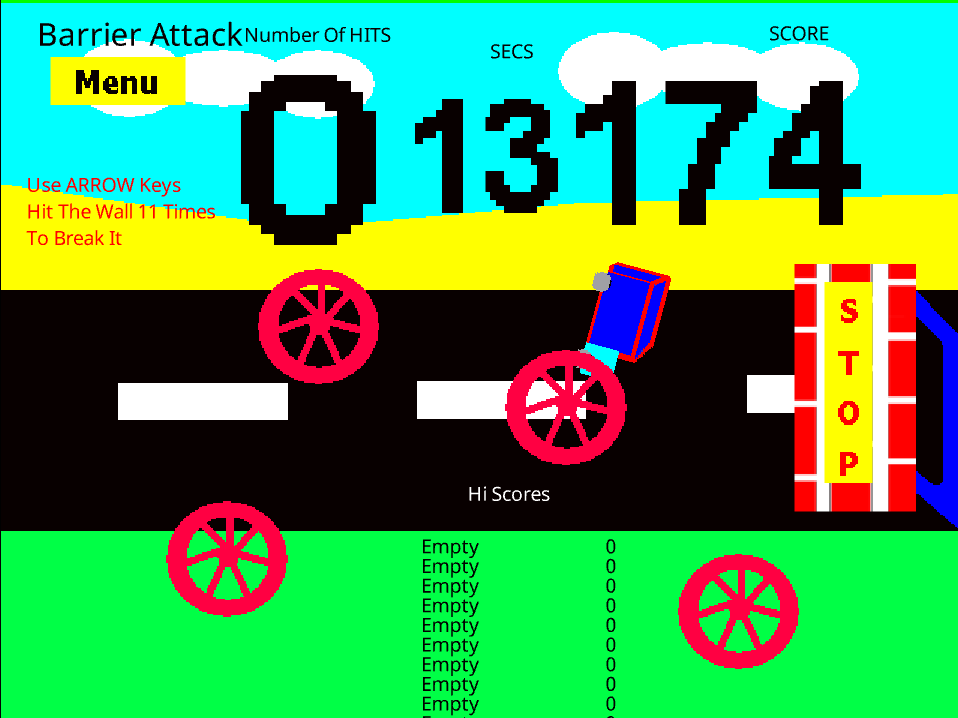 Barrier Attack
Number Of HITS
SECS
SCORE
Menu
0
13
174
Use ARROW Keys
Hit The Wall 11 Times
To Break It
S
T
O
P
Hi Scores
Empty 0
Empty 0
Empty 0
Empty 0
Empty 0
Empty 0
Empty 0
Empty 0
Empty 0